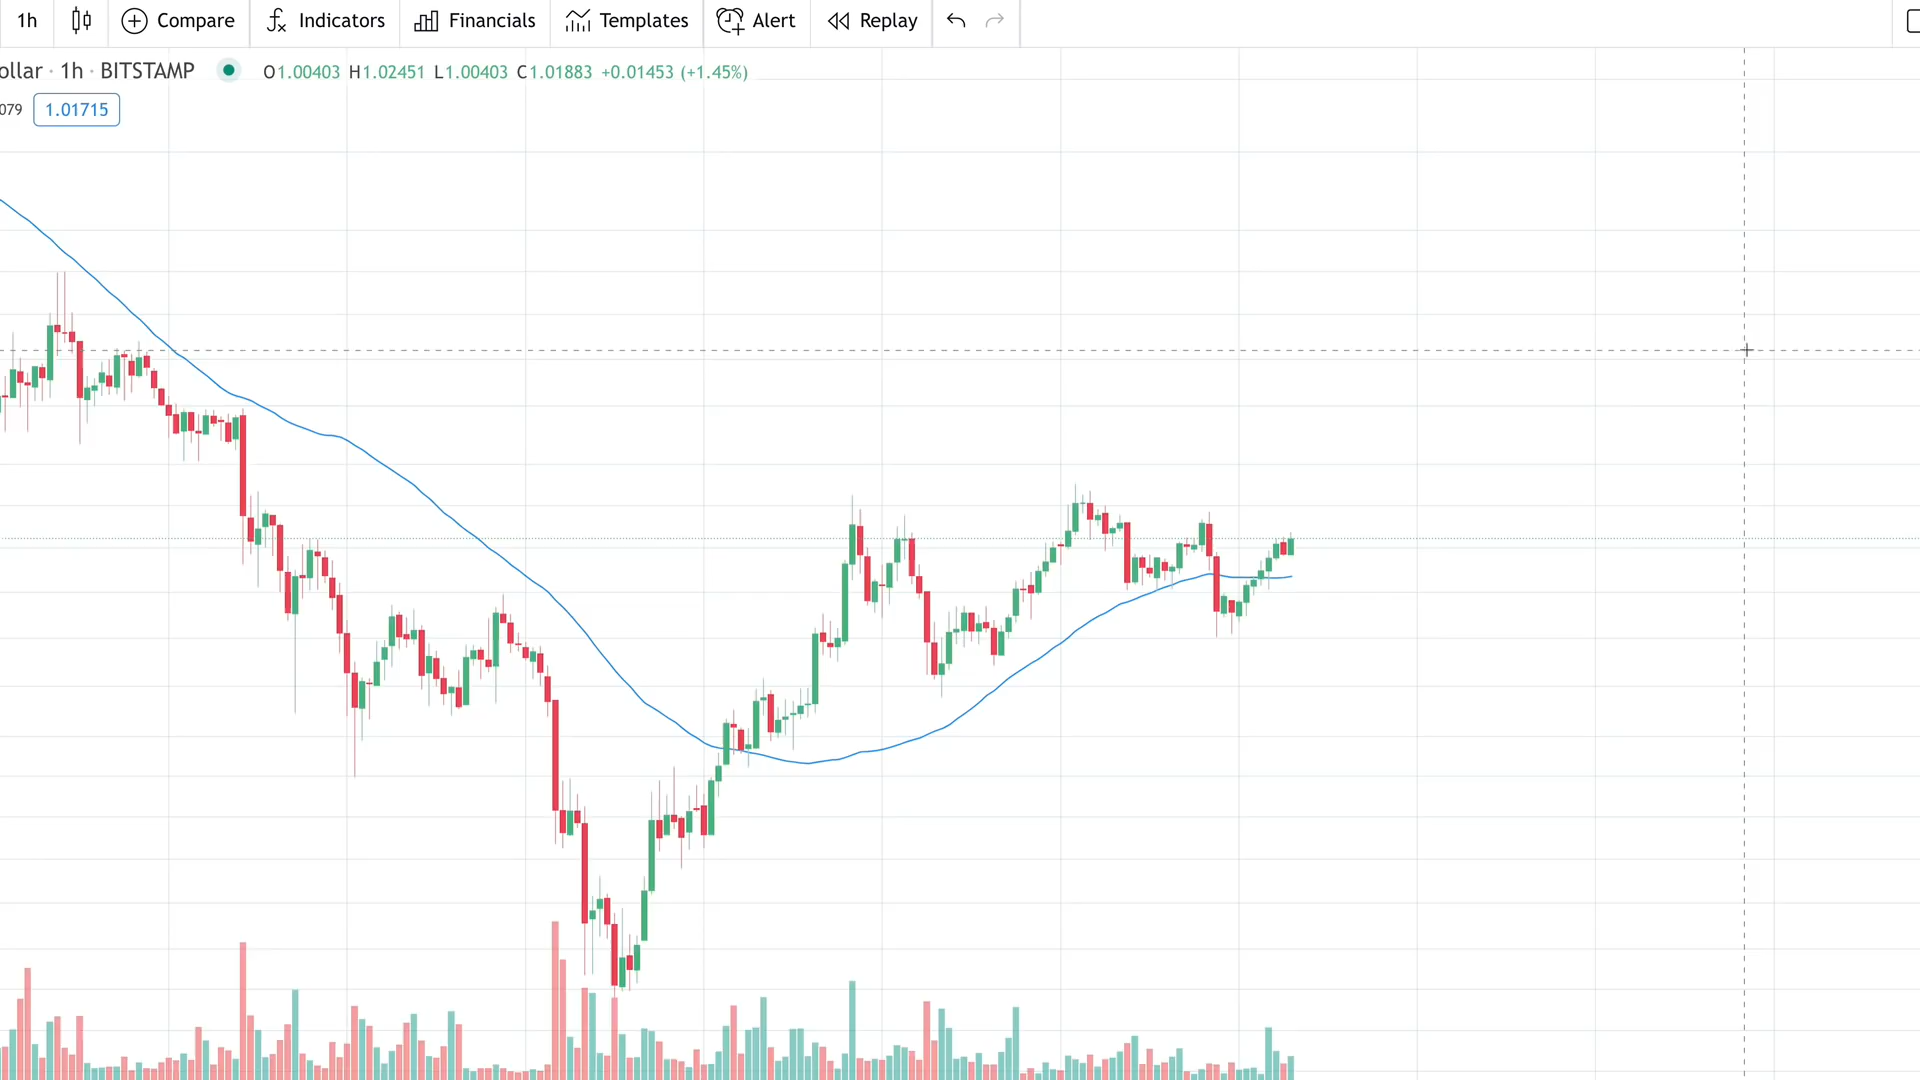 1h Compare Indicators Financials Templates Alert Replay
ollar · 1h · BITSTAMP O1.00403 H1.02451 L1.00403 C1.01883 +0.01453 (+1.45%)
079 1.01715